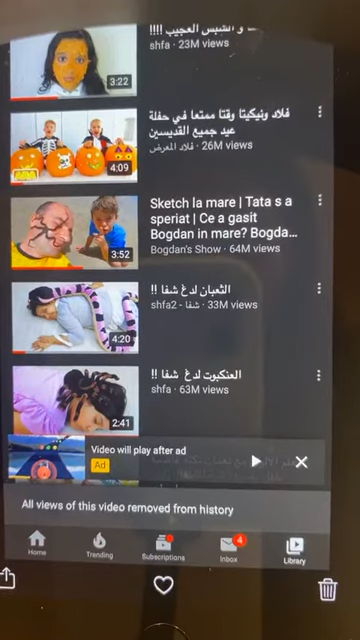 و الشبس العجيب !!!!
shfa · 23M views
3:22
فلاد ونيكيتا وقتا ممتعا في حفلة
عيد جميع القديسين
فلاد المعرض · 26M views
4:09
Sketch la mare | Tata s a
speriat | Ce a gasit
Bogdan in mare? Bogda...
Bogdan's Show · 64M views
3:52
الثعبان لدغ شفا !!
shfa2 - شفا · 33M views
4:20
العنكبوت لدغ شفا !!
shfa · 63M views
2:41
Video will play after ad
Ad
All views of this video removed from history
Home
Trending
Subscriptions
4
Inbox
Library